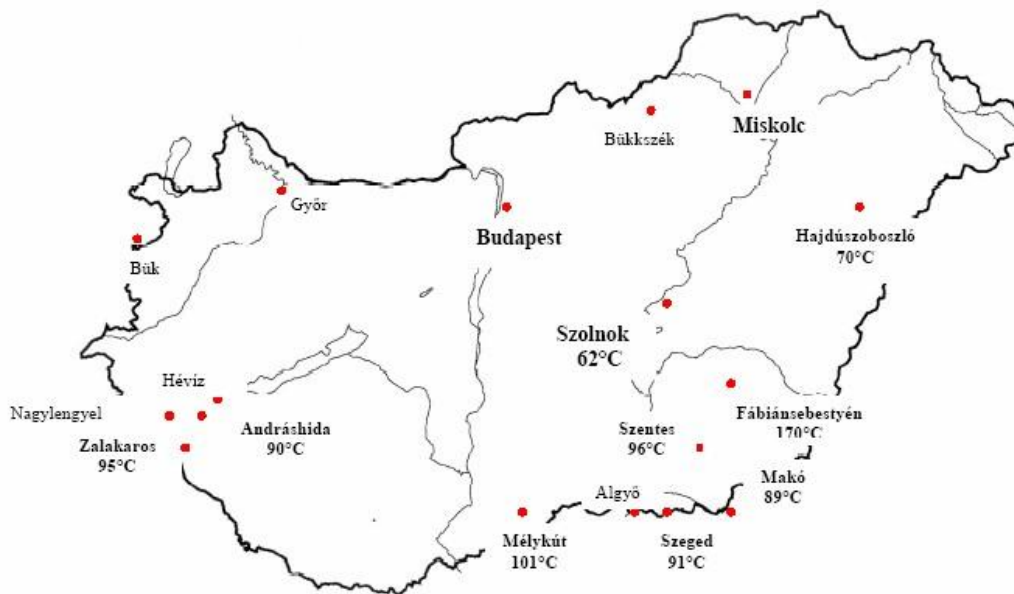 Bükkszék
Miskolc
Győr
Budapest
Hajdúszoboszló
70°C
Bük
Szolnok
62°C
Hévíz
Nagylengyel
Andráshida
90°C
Zalakaros
95°C
Fábiánsebestyén
170°C
Szentes
96°C
Makó
89°C
Algyő
Mélykút
101°C
Szeged
91°C